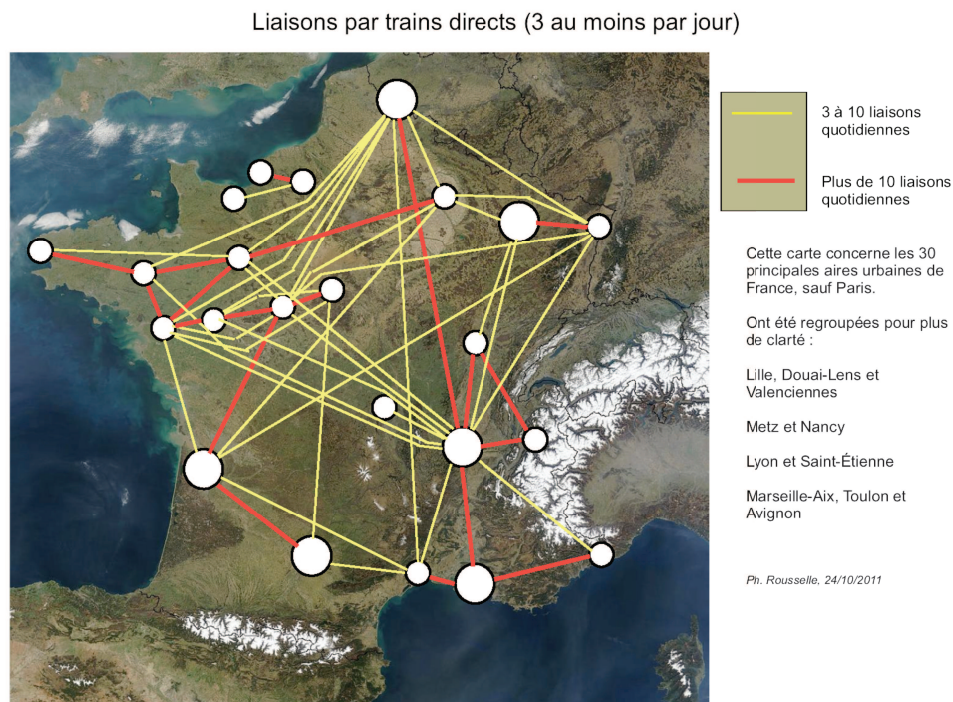 Liaisons par trains directs (3 au moins par jour)
3 à 10 liaisons
quotidiennes
Plus de 10 liaisons
quotidiennes
Cette carte concerne les 30
principales aires urbaines de
France, sauf Paris.
Ont été regroupées pour plus
de clarté :
Lille, Douai-Lens et
Valenciennes
Metz et Nancy
Lyon et Saint-Étienne
Marseille-Aix, Toulon et
Avignon
Ph. Rousselle, 24/10/2011